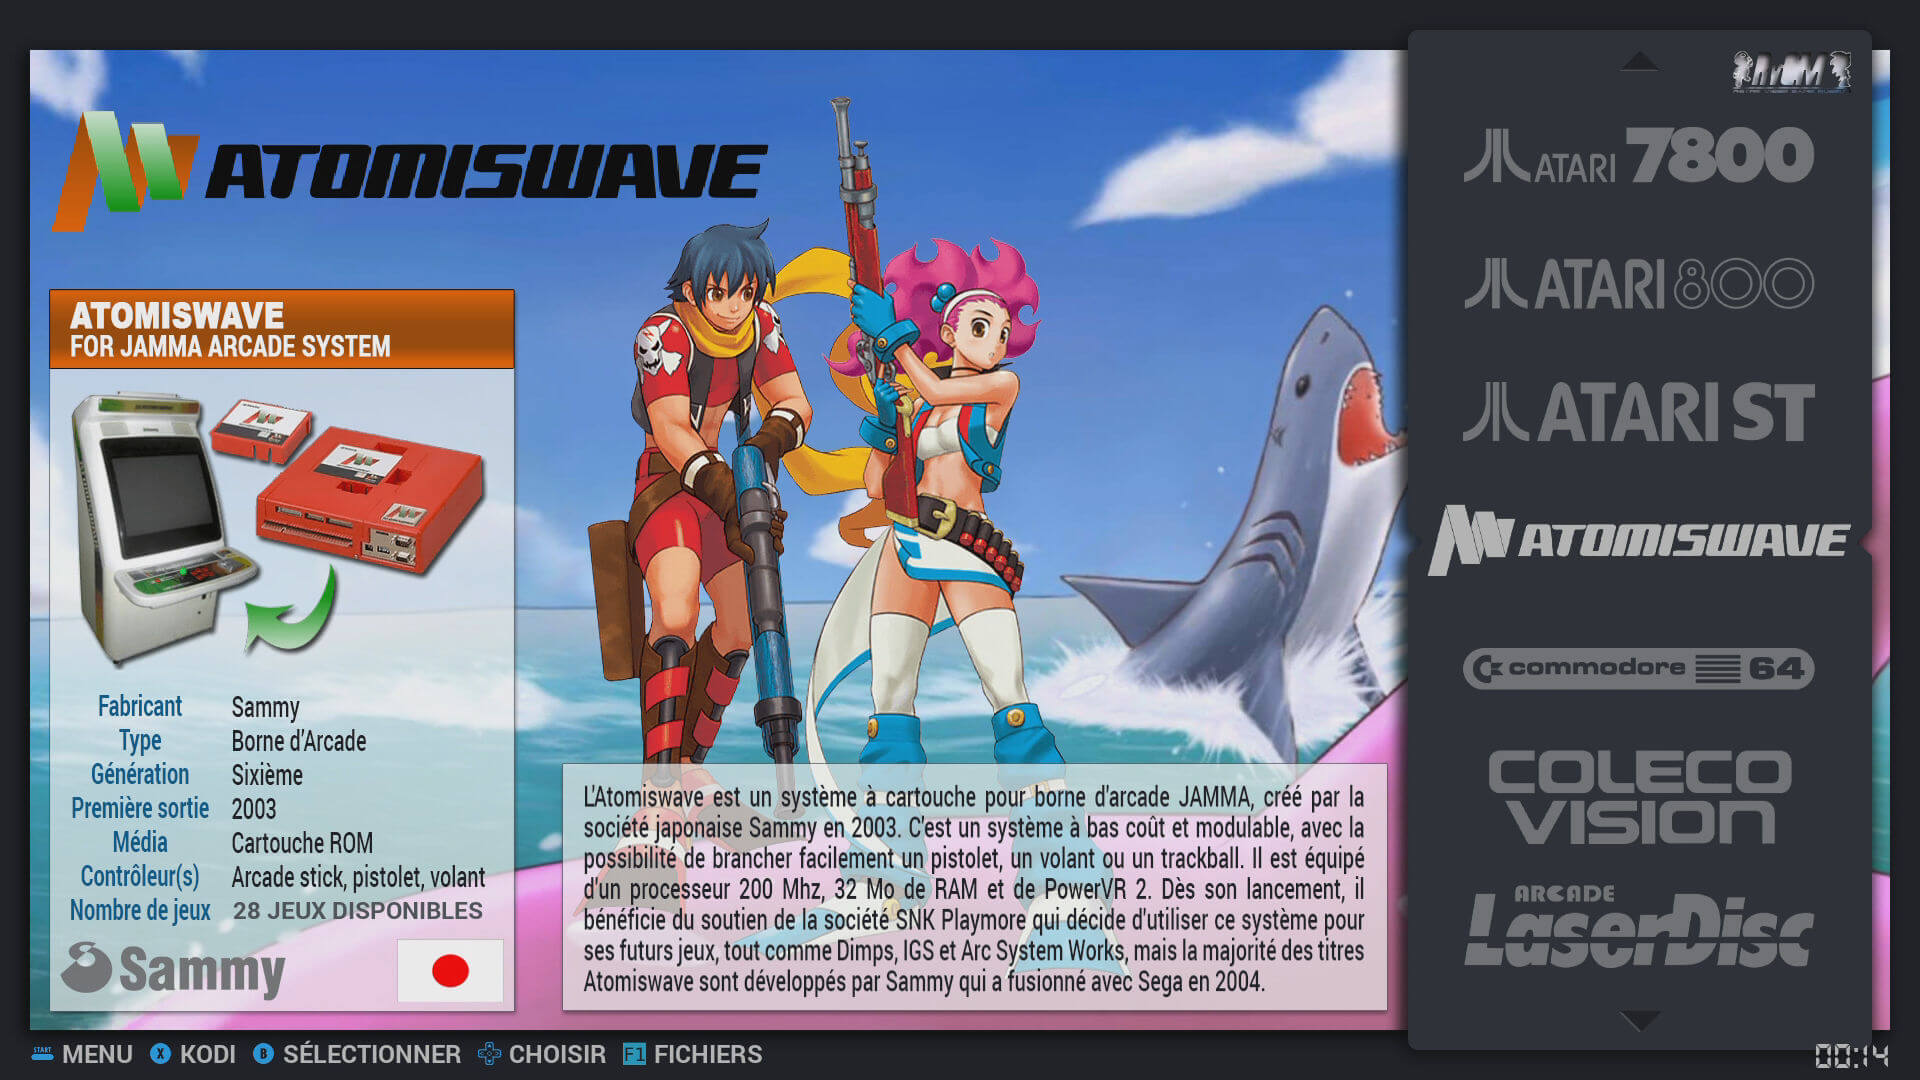 ATOMISWAVE
ATOMISWAVE
FOR JAMMA ARCADE SYSTEM
ATOMISWAVE
Fabricant Sammy
Type Borne d'Arcade
Génération Sixième
Première sortie 2003
Média Cartouche ROM
Contrôleur(s) Arcade stick, pistolet, volant
Nombre de jeux 28 JEUX DISPONIBLES
Sammy
L'Atomiswave est un système à cartouche pour borne d'arcade JAMMA, créé par la
société japonaise Sammy en 2003. C'est un système à bas coût et modulable, avec la
possibilité de brancher facilement un pistolet, un volant ou un trackball. Il est équipé
d'un processeur 200 Mhz, 32 Mo de RAM et de PowerVR 2. Dès son lancement, il
bénéficie du soutien de la société SNK Playmore qui décide d'utiliser ce système pour
ses futurs jeux, tout comme Dimps, IGS et Arc System Works, mais la majorité des titres
Atomiswave sont développés par Sammy qui a fusionné avec Sega en 2004.
ATARI 7800
ATARI 800
ATARI ST
ATOMISWAVE
commodore 64
COLECO
VISION
ARCADE
LaserDisc
START MENU X KODI B SÉLECTIONNER CHOISIR F1 FICHIERS
00:14